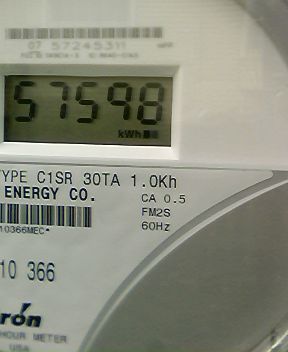 07 57245311
57598
kWh
TYPE C1SR 30TA 1.0Kh
ENERGY CO.
CA 0.5
FM2S
60Hz
10366MEC*
10 366
rón
HOUR METER
USA